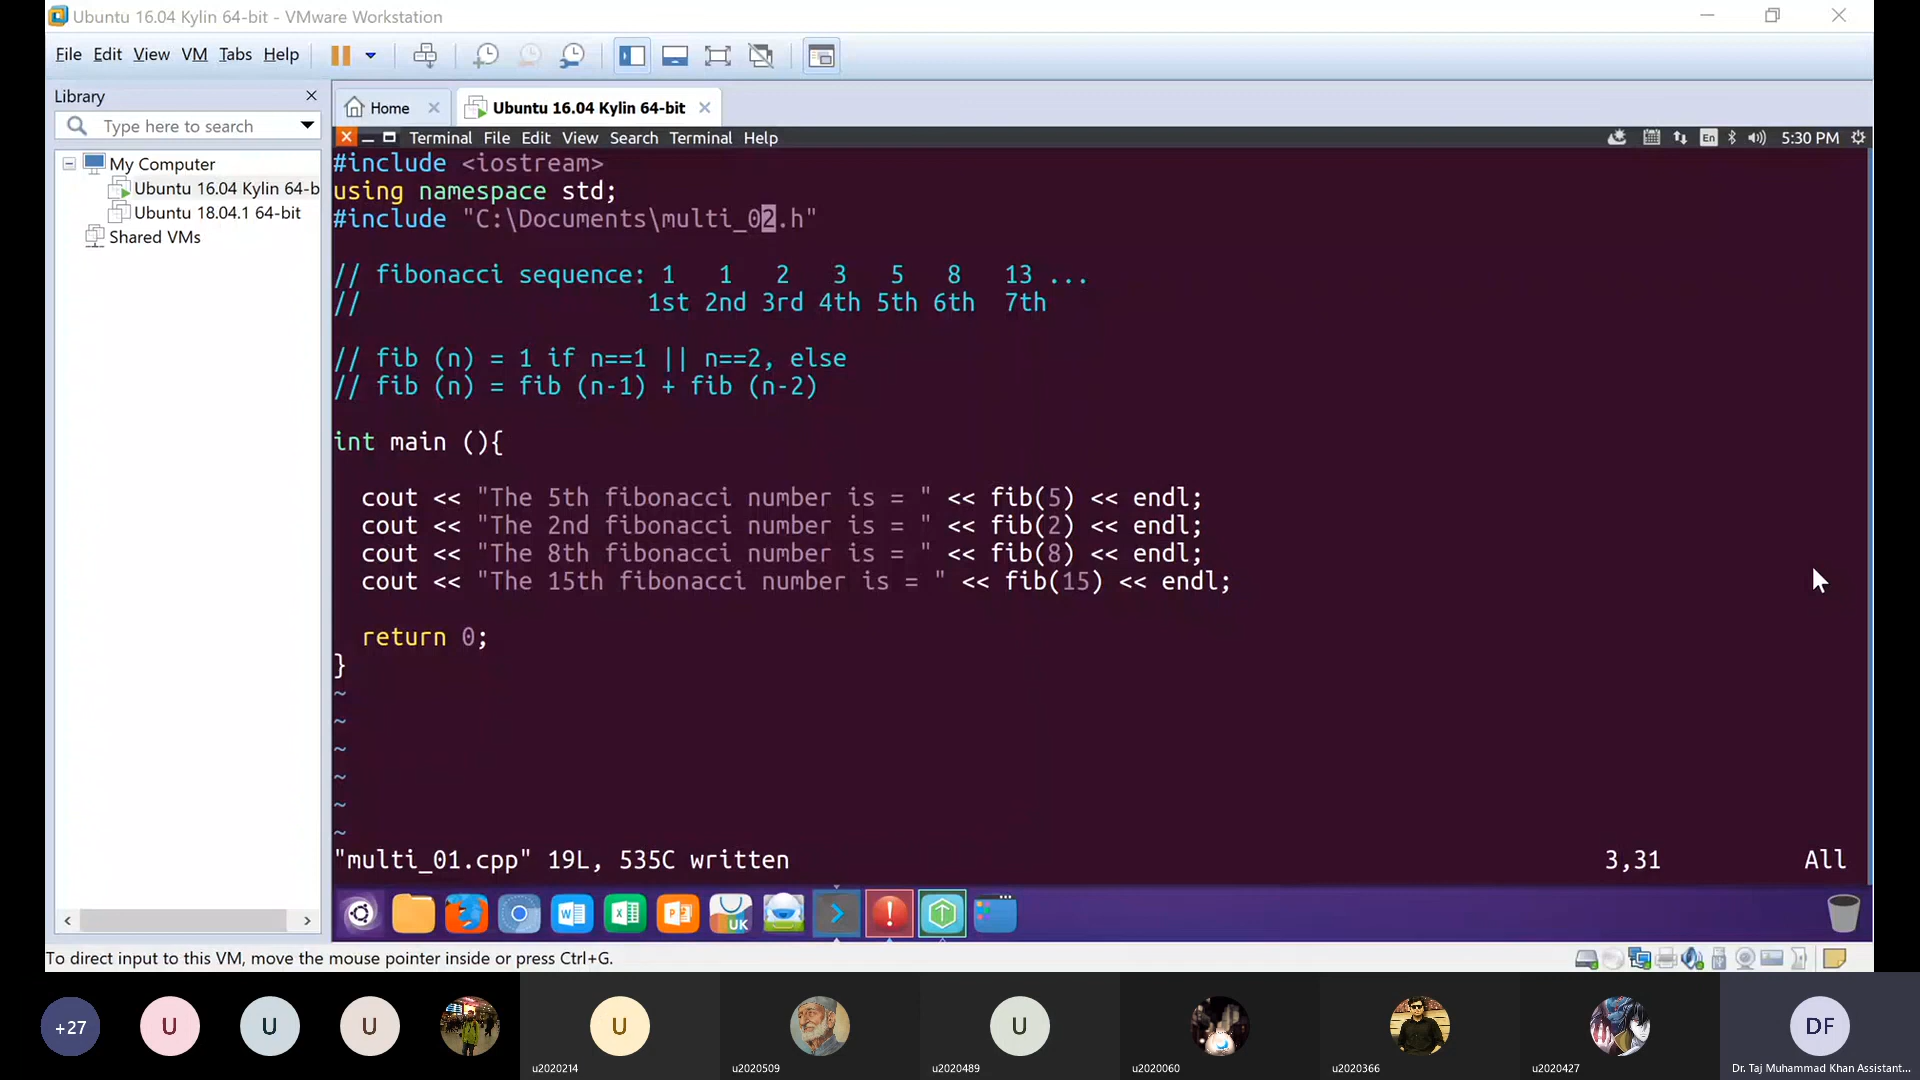 Ubuntu 16.04 Kylin 64-bit - VMware Workstation
File Edit View VM Tabs Help
Library
Type here to search
My Computer
Ubuntu 16.04 Kylin 64-b
Ubuntu 18.04.1 64-bit
Shared VMs
Home
Ubuntu 16.04 Kylin 64-bit
Terminal File Edit View Search Terminal Help
En
5:30 PM
#include <iostream>
using namespace std;
#include "C:\Documents\multi_02.h"
// fibonacci sequence: 1 1 2 3 5 8 13 ...
// 1st 2nd 3rd 4th 5th 6th 7th
// fib (n) = 1 if n==1 || n==2, else
// fib (n) = fib (n-1) + fib (n-2)
int main (){
cout << "The 5th fibonacci number is = " << fib(5) << endl;
cout << "The 2nd fibonacci number is = " << fib(2) << endl;
cout << "The 8th fibonacci number is = " << fib(8) << endl;
cout << "The 15th fibonacci number is = " << fib(15) << endl;
return 0;
}
~
~
~
~
~
~
"multi_01.cpp" 19L, 535C written 3,31 All
W X P UK
To direct input to this VM, move the mouse pointer inside or press Ctrl+G.
+27 U U U U U DF
u2020214 u2020509 u2020489 u2020060 u2020366 u2020427 Dr. Taj Muhammad Khan Assistant...